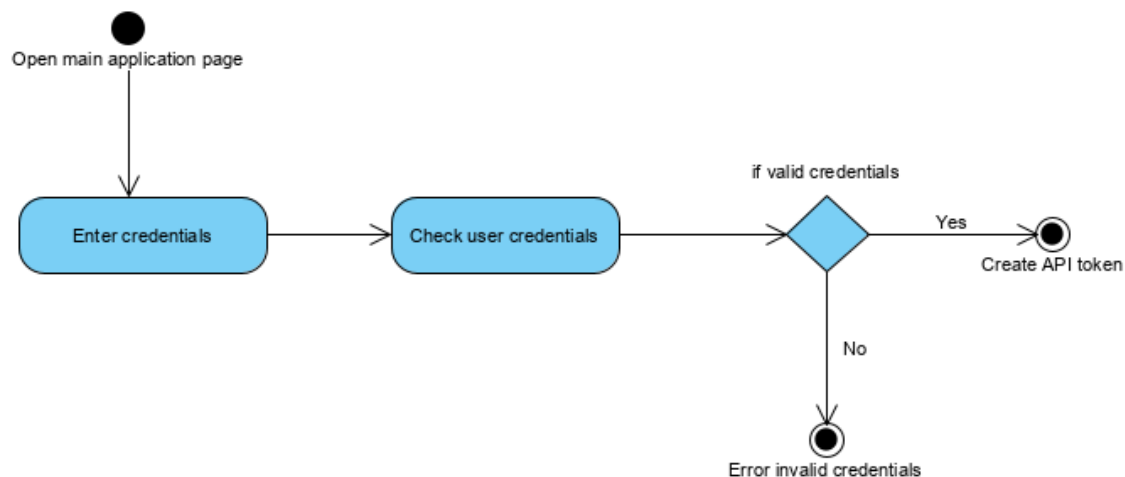 Open main application page
if valid credentials
Enter credentials
Check user credentials
Yes
Create API token
No
Error invalid credentials